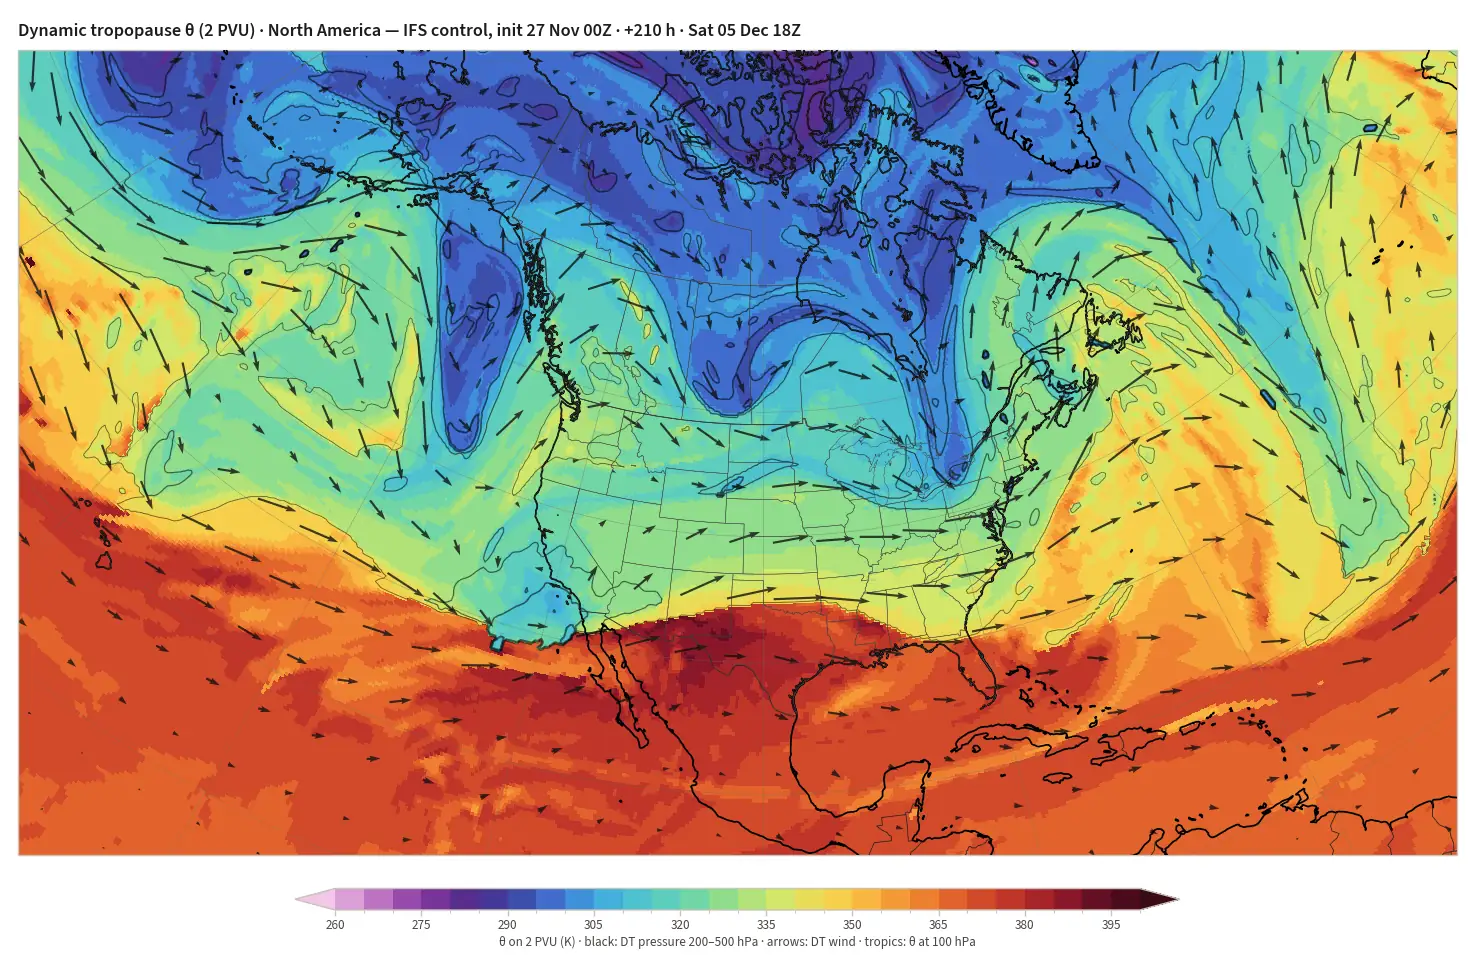 Dynamic tropopause θ (2 PVU) · North America — IFS control, init 27 Nov 00Z · +210 h · Sat 05 Dec 18Z
260 275 290 305 320 335 350 365 380 395
θ on 2 PVU (K) · black: DT pressure 200–500 hPa · arrows: DT wind · tropics: θ at 100 hPa